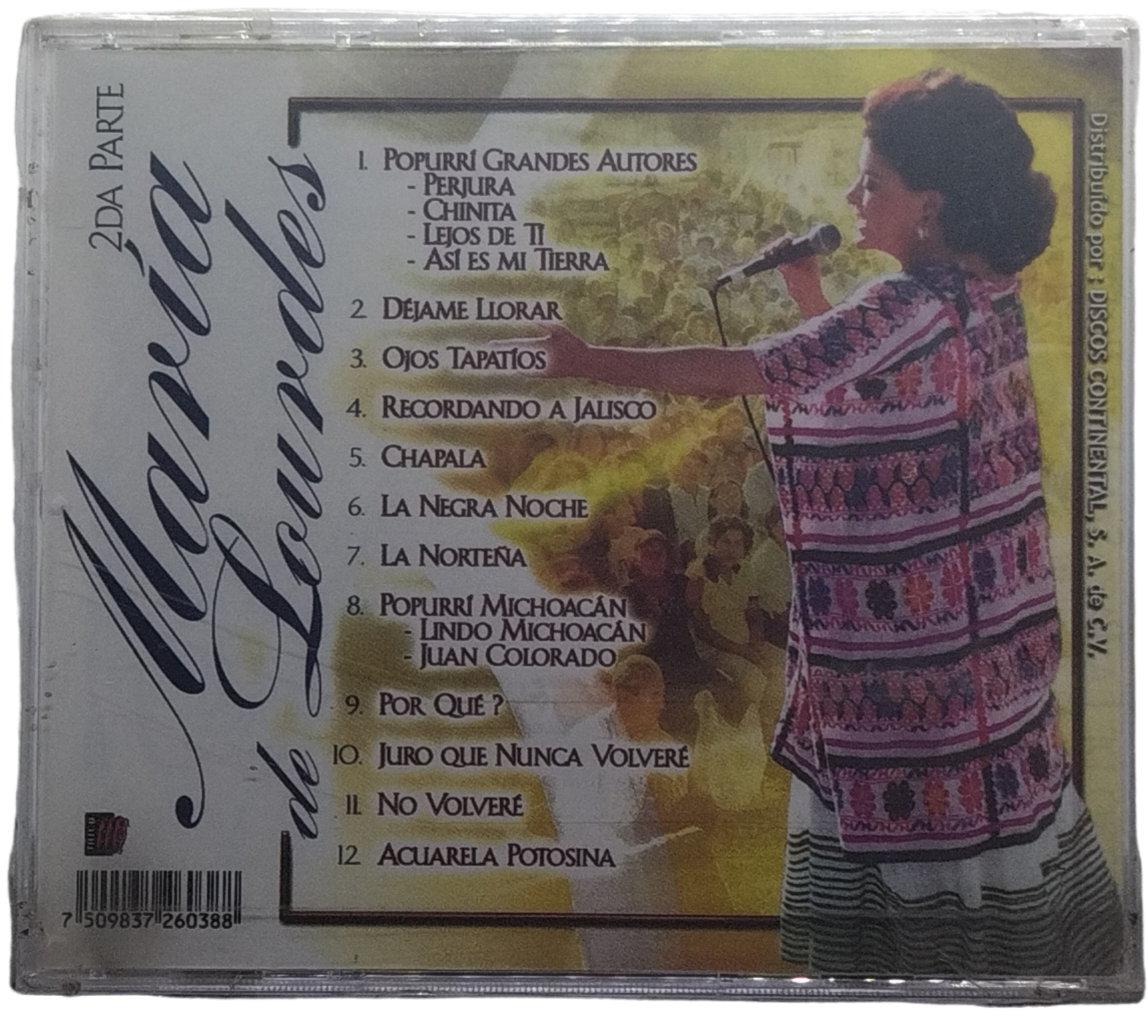 2DA PARTE
María
de Lourdes
1. POPURRÍ GRANDES AUTORES
- PERJURA
- CHINITA
- LEJOS DE TI
- ASÍ ES MI TIERRA
2. DÉJAME LLORAR
3. OJOS TAPATÍOS
4. RECORDANDO A JALISCO
5. CHAPALA
6. LA NEGRA NOCHE
7. LA NORTEÑA
8. POPURRÍ MICHOACÁN
- LINDO MICHOACÁN
- JUAN COLORADO
9. POR QUÉ ?
10. JURO QUE NUNCA VOLVERÉ
11. NO VOLVERÉ
12. ACUARELA POTOSINA
Distribuído por : DISCOS CONTINENTAL, S. A. de C.V.
7 509837 260388